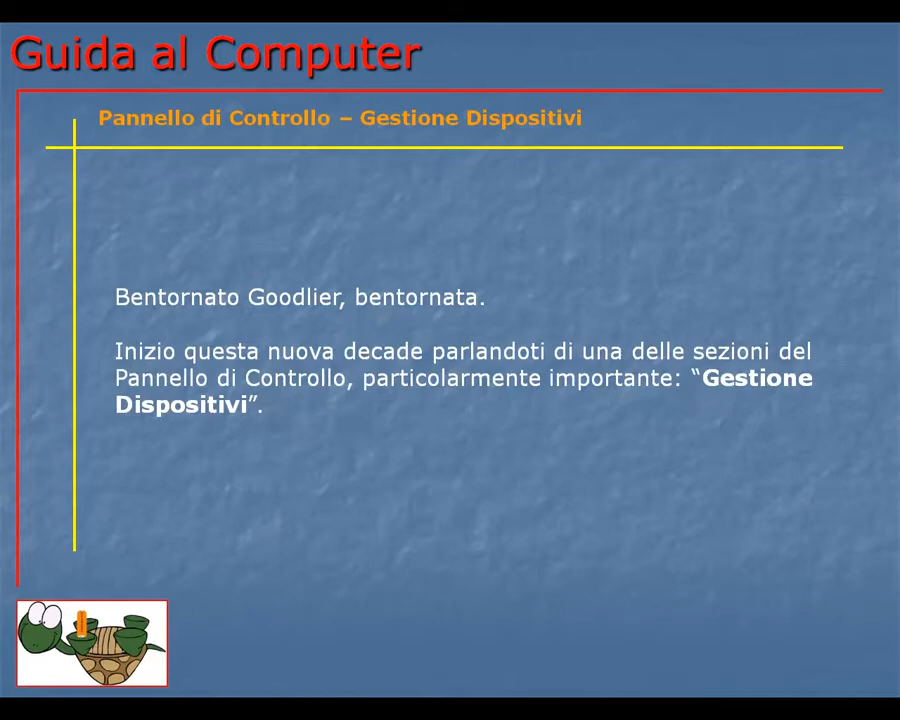 Guida al Computer
Pannello di Controllo – Gestione Dispositivi
Bentornato Goodlier, bentornata.
Inizio questa nuova decade parlandoti di una delle sezioni del
Pannello di Controllo, particolarmente importante: “Gestione
Dispositivi”.